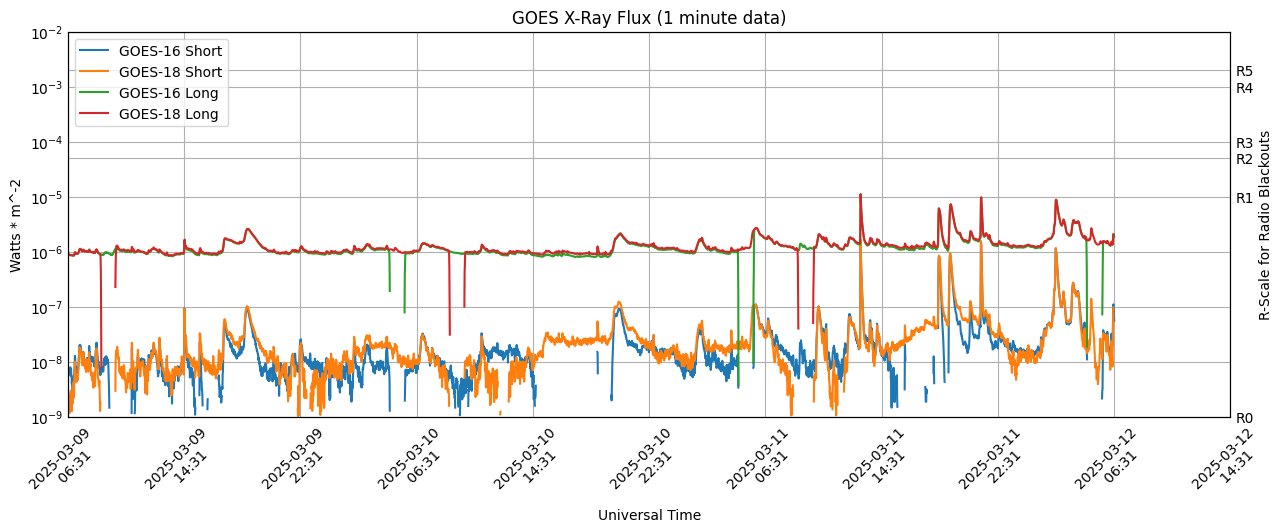 GOES X-Ray Flux (1 minute data)
GOES-16 Short
GOES-18 Short
GOES-16 Long
GOES-18 Long
10⁻²
10⁻³
10⁻⁴
10⁻⁵
10⁻⁶
10⁻⁷
10⁻⁸
10⁻⁹
Watts * m^-2
R5
R4
R3
R2
R1
R0
R-Scale for Radio Blackouts
2025-03-09
06:31
2025-03-09
14:31
2025-03-09
22:31
2025-03-10
06:31
2025-03-10
14:31
2025-03-10
22:31
2025-03-11
06:31
2025-03-11
14:31
2025-03-11
22:31
2025-03-12
06:31
2025-03-12
14:31
Universal Time